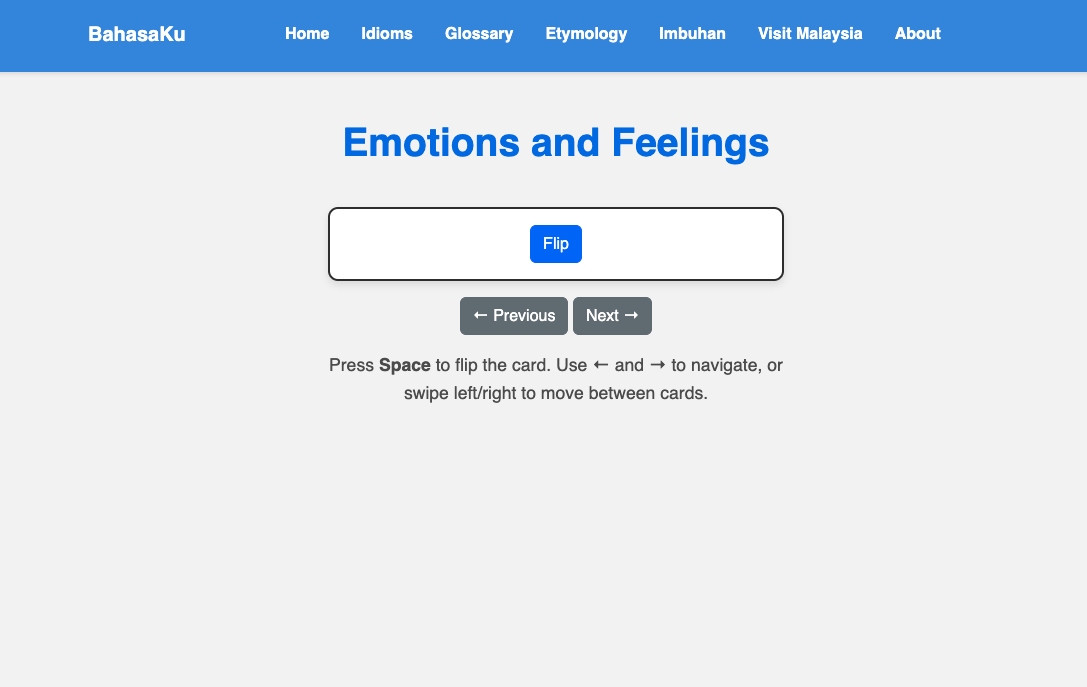 BahasaKu Home Idioms Glossary Etymology Imbuhan Visit Malaysia About
Emotions and Feelings
Flip
← Previous Next →
Press Space to flip the card. Use ← and → to navigate, or
swipe left/right to move between cards.